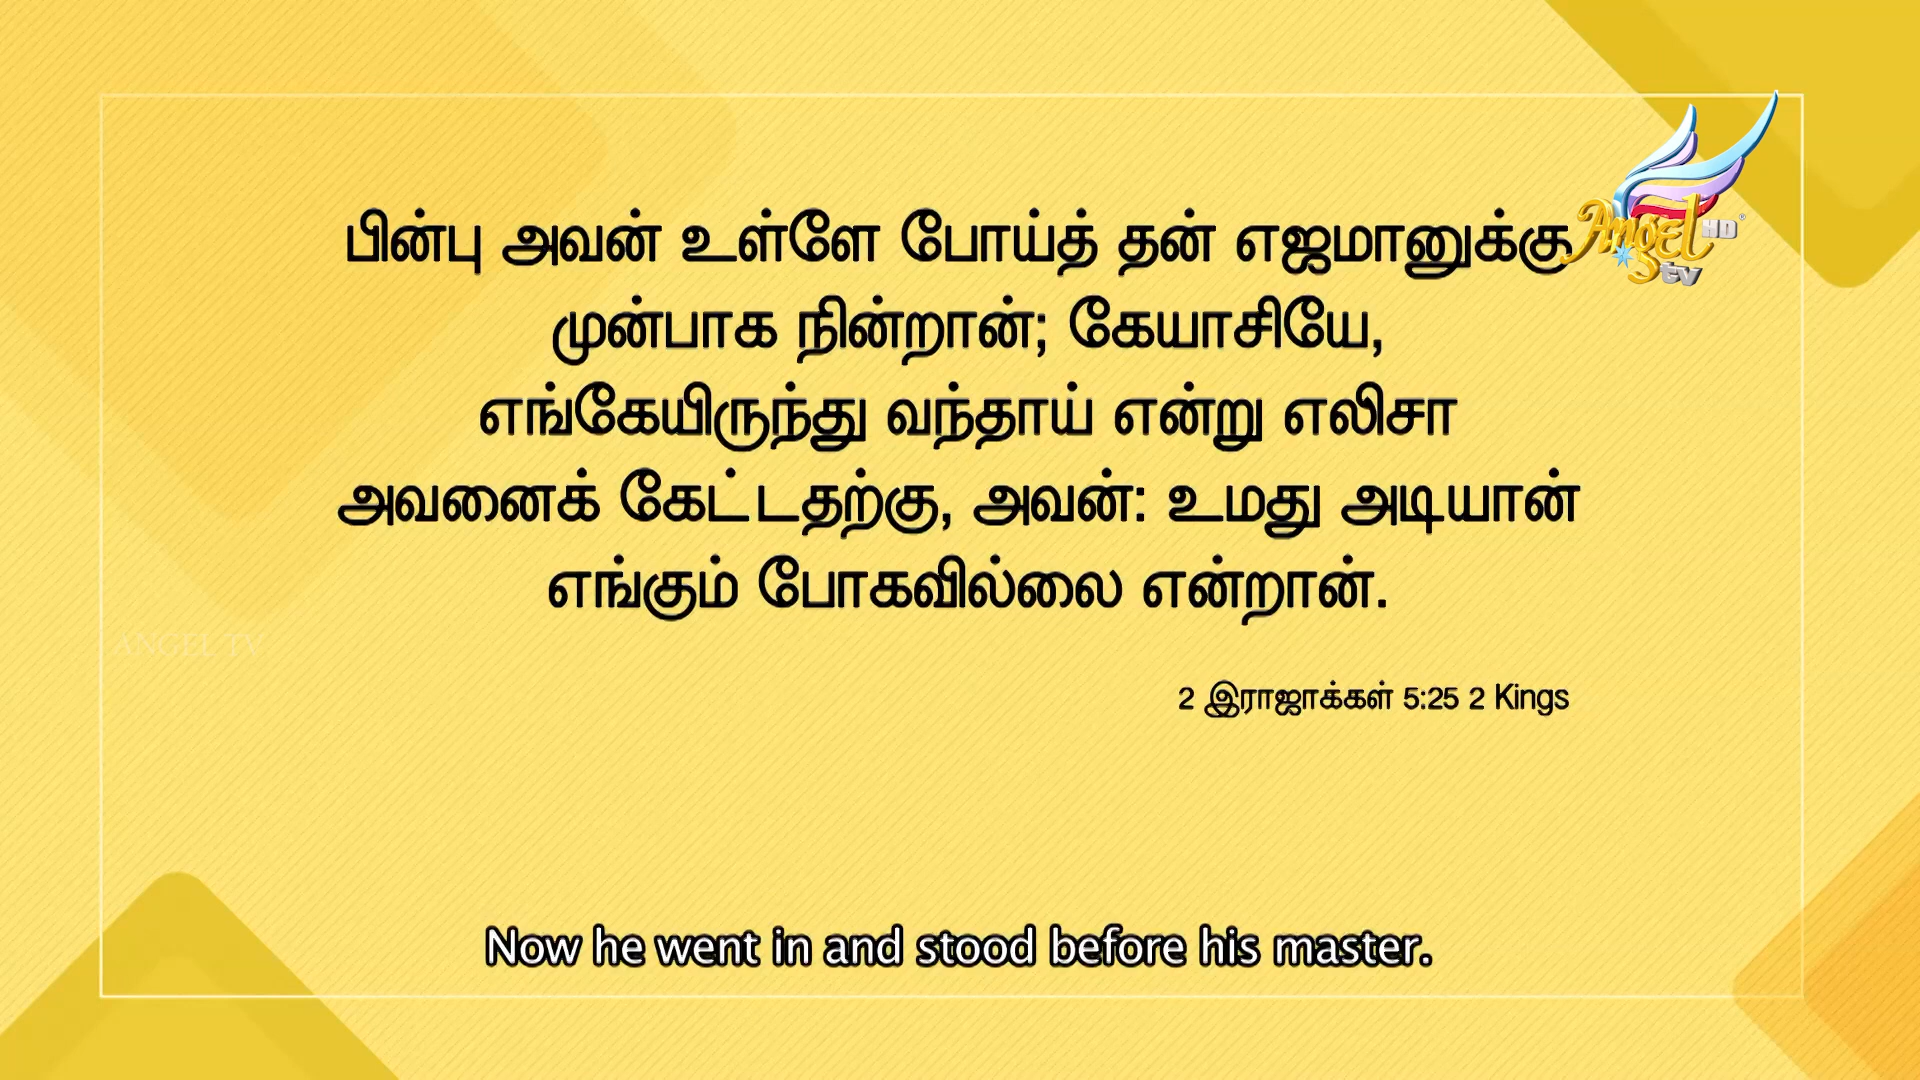 பின்பு அவன் உள்ளே போய்த் தன் எஜமானுக்கு
முன்பாக நின்றான்; கேயாசியே,
எங்கேயிருந்து வந்தாய் என்று எலிசா
அவனைக் கேட்டதற்கு, அவன்: உமது அடியான்
எங்கும் போகவில்லை என்றான்.
2 இராஜாக்கள் 5:25 2 Kings
Angel HD
tv
ANGEL TV
Now he went in and stood before his master.